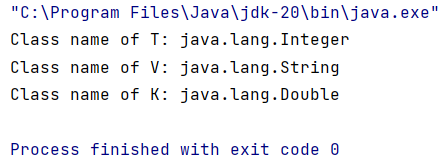 "C:\Program Files\Java\jdk-20\bin\java.exe"
Class name of T: java.lang.Integer
Class name of V: java.lang.String
Class name of K: java.lang.Double
Process finished with exit code 0